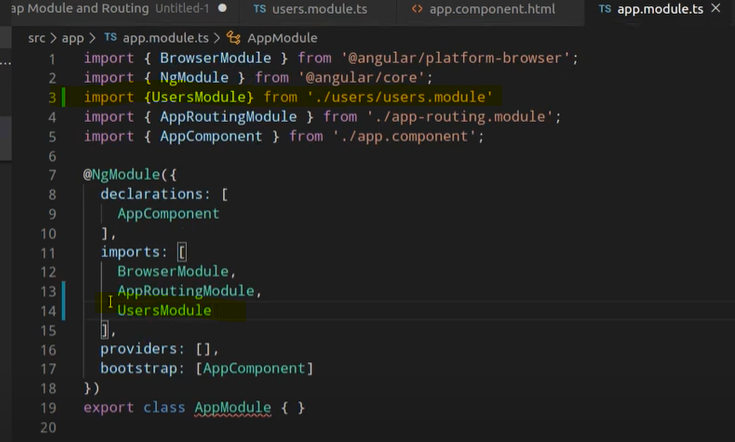 ap Module and Routing Untitled-1 TS users.module.ts <> app.component.html TS app.module.ts
src > app > TS app.module.ts > AppModule
1 import { BrowserModule } from '@angular/platform-browser';
2 import { NgModule } from '@angular/core';
3 import {UsersModule} from './users/users.module'
4 import { AppRoutingModule } from './app-routing.module';
5 import { AppComponent } from './app.component';
6
7 @NgModule({
8 declarations: [
9 AppComponent
10 ],
11 imports: [
12 BrowserModule,
13 AppRoutingModule,
14 UsersModule
15 ],
16 providers: [],
17 bootstrap: [AppComponent]
18 })
19 export class AppModule { }
20